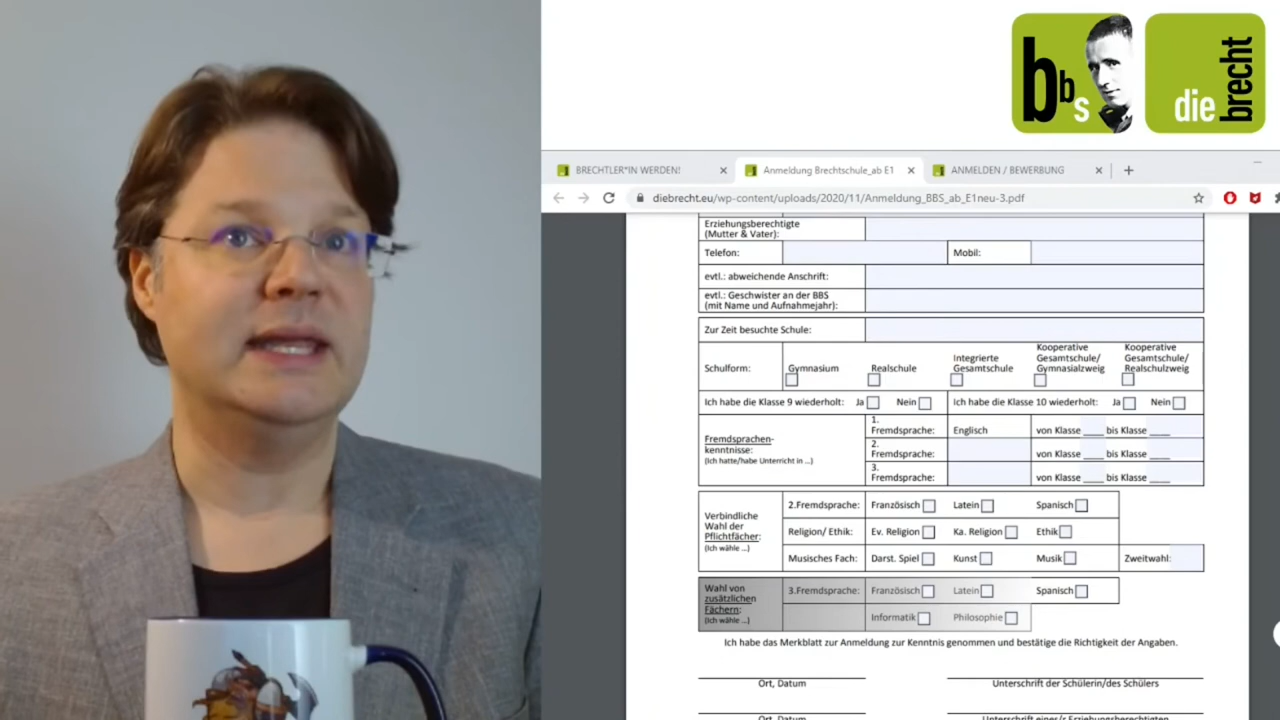 bbs
die brecht
BRECHTLER*IN WERDEN!
Anmeldung Brechtschule_ab E1
ANMELDEN / BEWERBUNG
diebrecht.eu/wp-content/uploads/2020/11/Anmeldung_BBS_ab_E1neu-3.pdf
Erziehungsberechtigte
(Mutter & Vater):
Telefon: Mobil:
evtl.: abweichende Anschrift:
evtl.: Geschwister an der BBS
(mit Name und Aufnahmejahr):
Zur Zeit besuchte Schule:
Schulform: Gymnasium Realschule Integrierte Gesamtschule Kooperative Gesamtschule/ Gymnasialzweig Kooperative Gesamtschule/ Realschulzweig
Ich habe die Klasse 9 wiederholt: Ja Nein Ich habe die Klasse 10 wiederholt: Ja Nein
Fremdsprachen-
kenntnisse:
(Ich hatte/habe Unterricht in ...)
1. Fremdsprache: Englisch von Klasse ____ bis Klasse ____
2. Fremdsprache: von Klasse ____ bis Klasse ____
3. Fremdsprache: von Klasse ____ bis Klasse ____
Verbindliche
Wahl der
Pflichtfächer:
(Ich wähle ...)
2.Fremdsprache: Französisch Latein Spanisch
Religion/ Ethik: Ev. Religion Ka. Religion Ethik
Musisches Fach: Darst. Spiel Kunst Musik Zweitwahl:
Wahl von
zusätzlichen
Fächern:
(Ich wähle ...)
3.Fremdsprache: Französisch Latein Spanisch
Informatik Philosophie
Ich habe das Merkblatt zur Anmeldung zur Kenntnis genommen und bestätige die Richtigkeit der Angaben.
Ort, Datum Unterschrift der Schülerin/des Schülers
Ort, Datum Unterschrift eines/r Erziehungsberechtigten